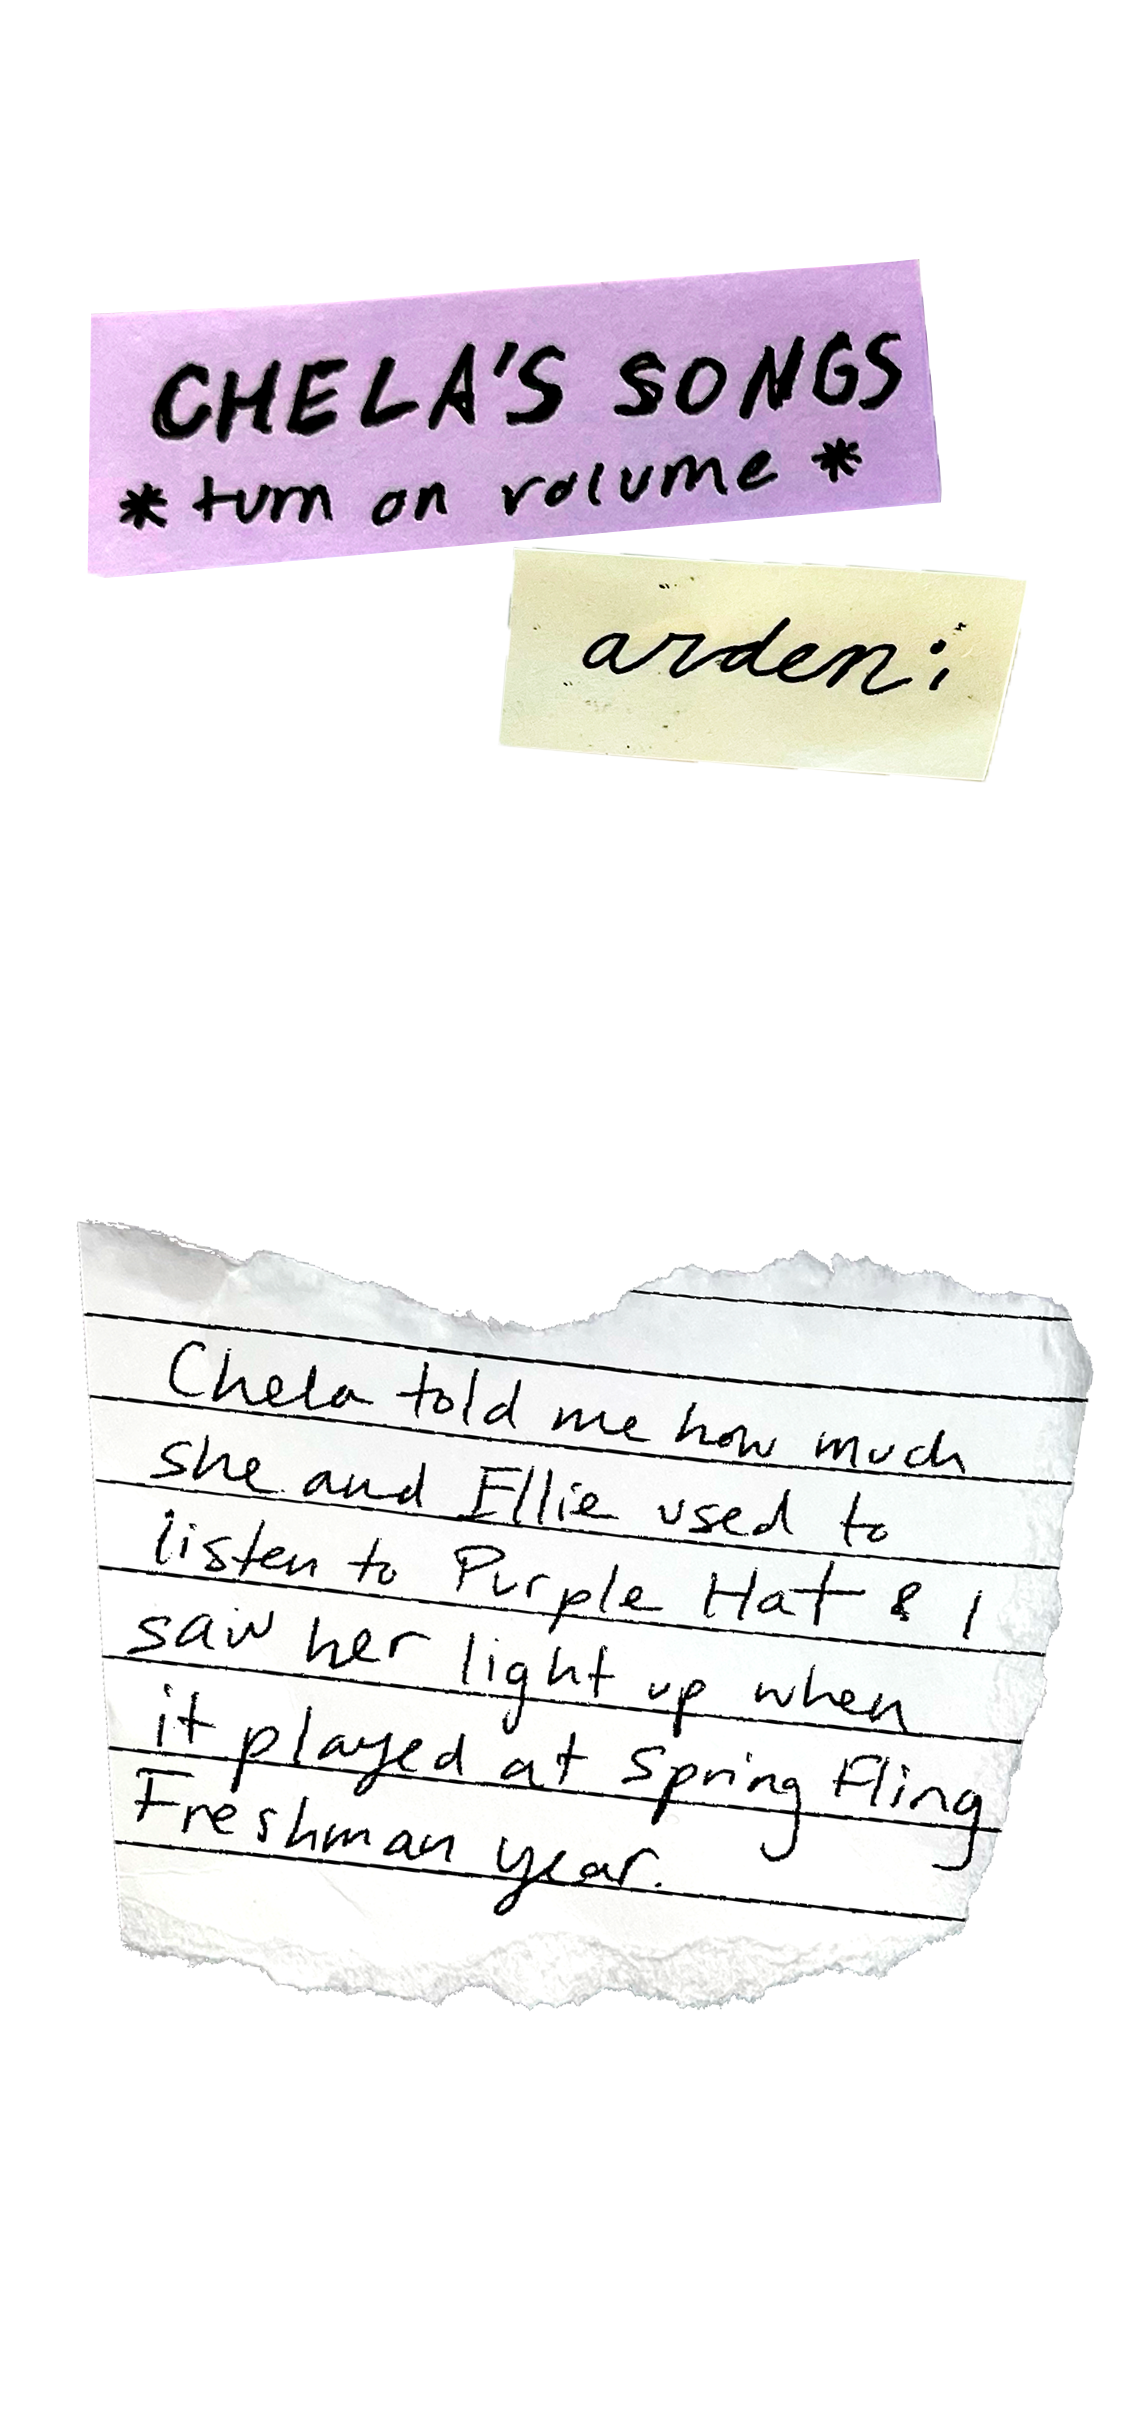 CHELA'S SONGS
* turn on volume *
arden:
Chela told me how much
she and Ellie used to
listen to Purple Hat & I
saw her light up when
it played at Spring Fling
Freshman year.